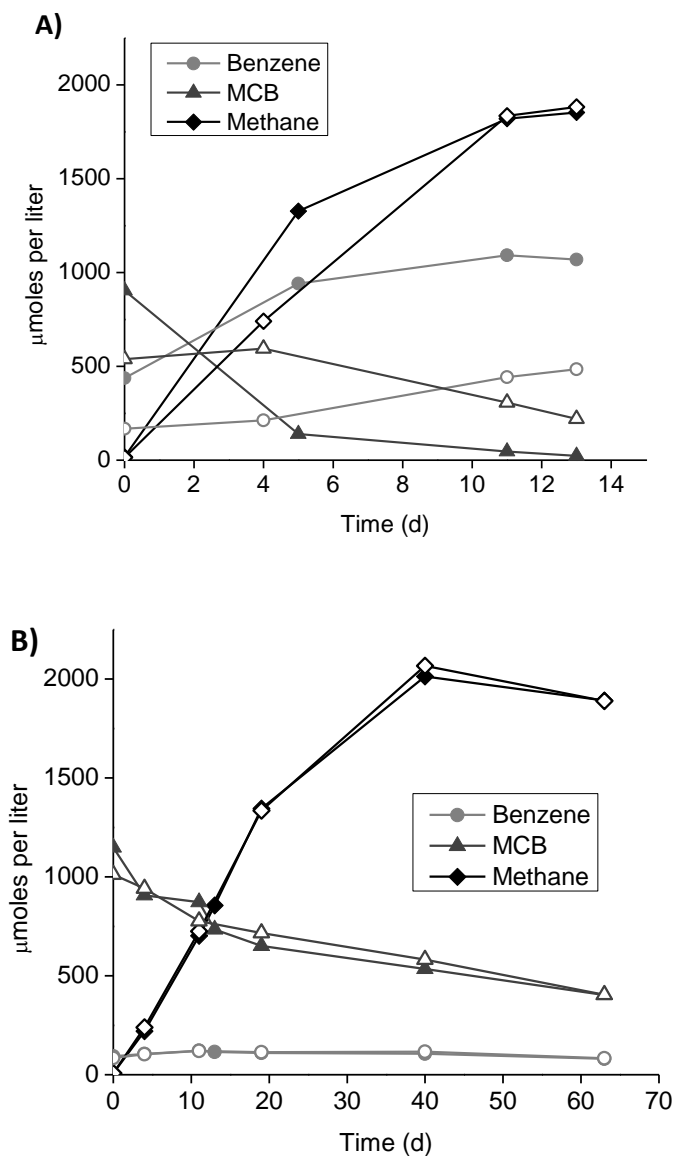 A)
Benzene
MCB
Methane
2000
1500
1000
500
0
μmoles per liter
0 2 4 6 8 10 12 14
Time (d)
B)
2000
1500
1000
500
0
μmoles per liter
Benzene
MCB
Methane
0 10 20 30 40 50 60 70
Time (d)